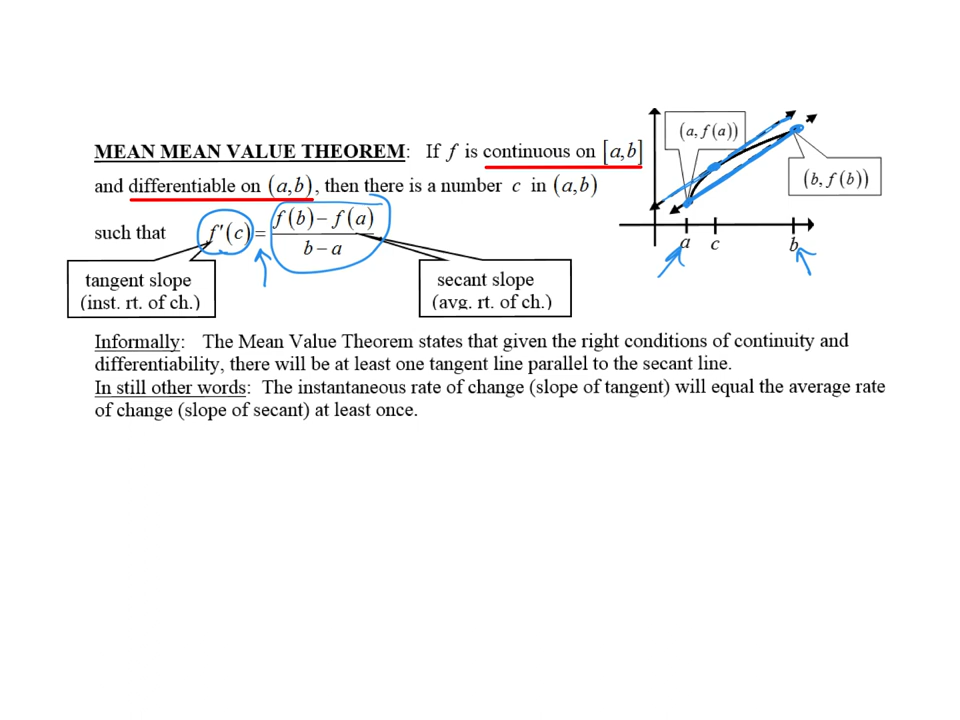 MEAN MEAN VALUE THEOREM: If f is continuous on [a,b]
and differentiable on (a,b), then there is a number c in (a,b)
such that f'(c) = f(b) − f(a) / b − a
tangent slope
(inst. rt. of ch.)
secant slope
(avg. rt. of ch.)
(a, f(a))
(b, f(b))
a c b
Informally: The Mean Value Theorem states that given the right conditions of continuity and
differentiability, there will be at least one tangent line parallel to the secant line.
In still other words: The instantaneous rate of change (slope of tangent) will equal the average rate
of change (slope of secant) at least once.